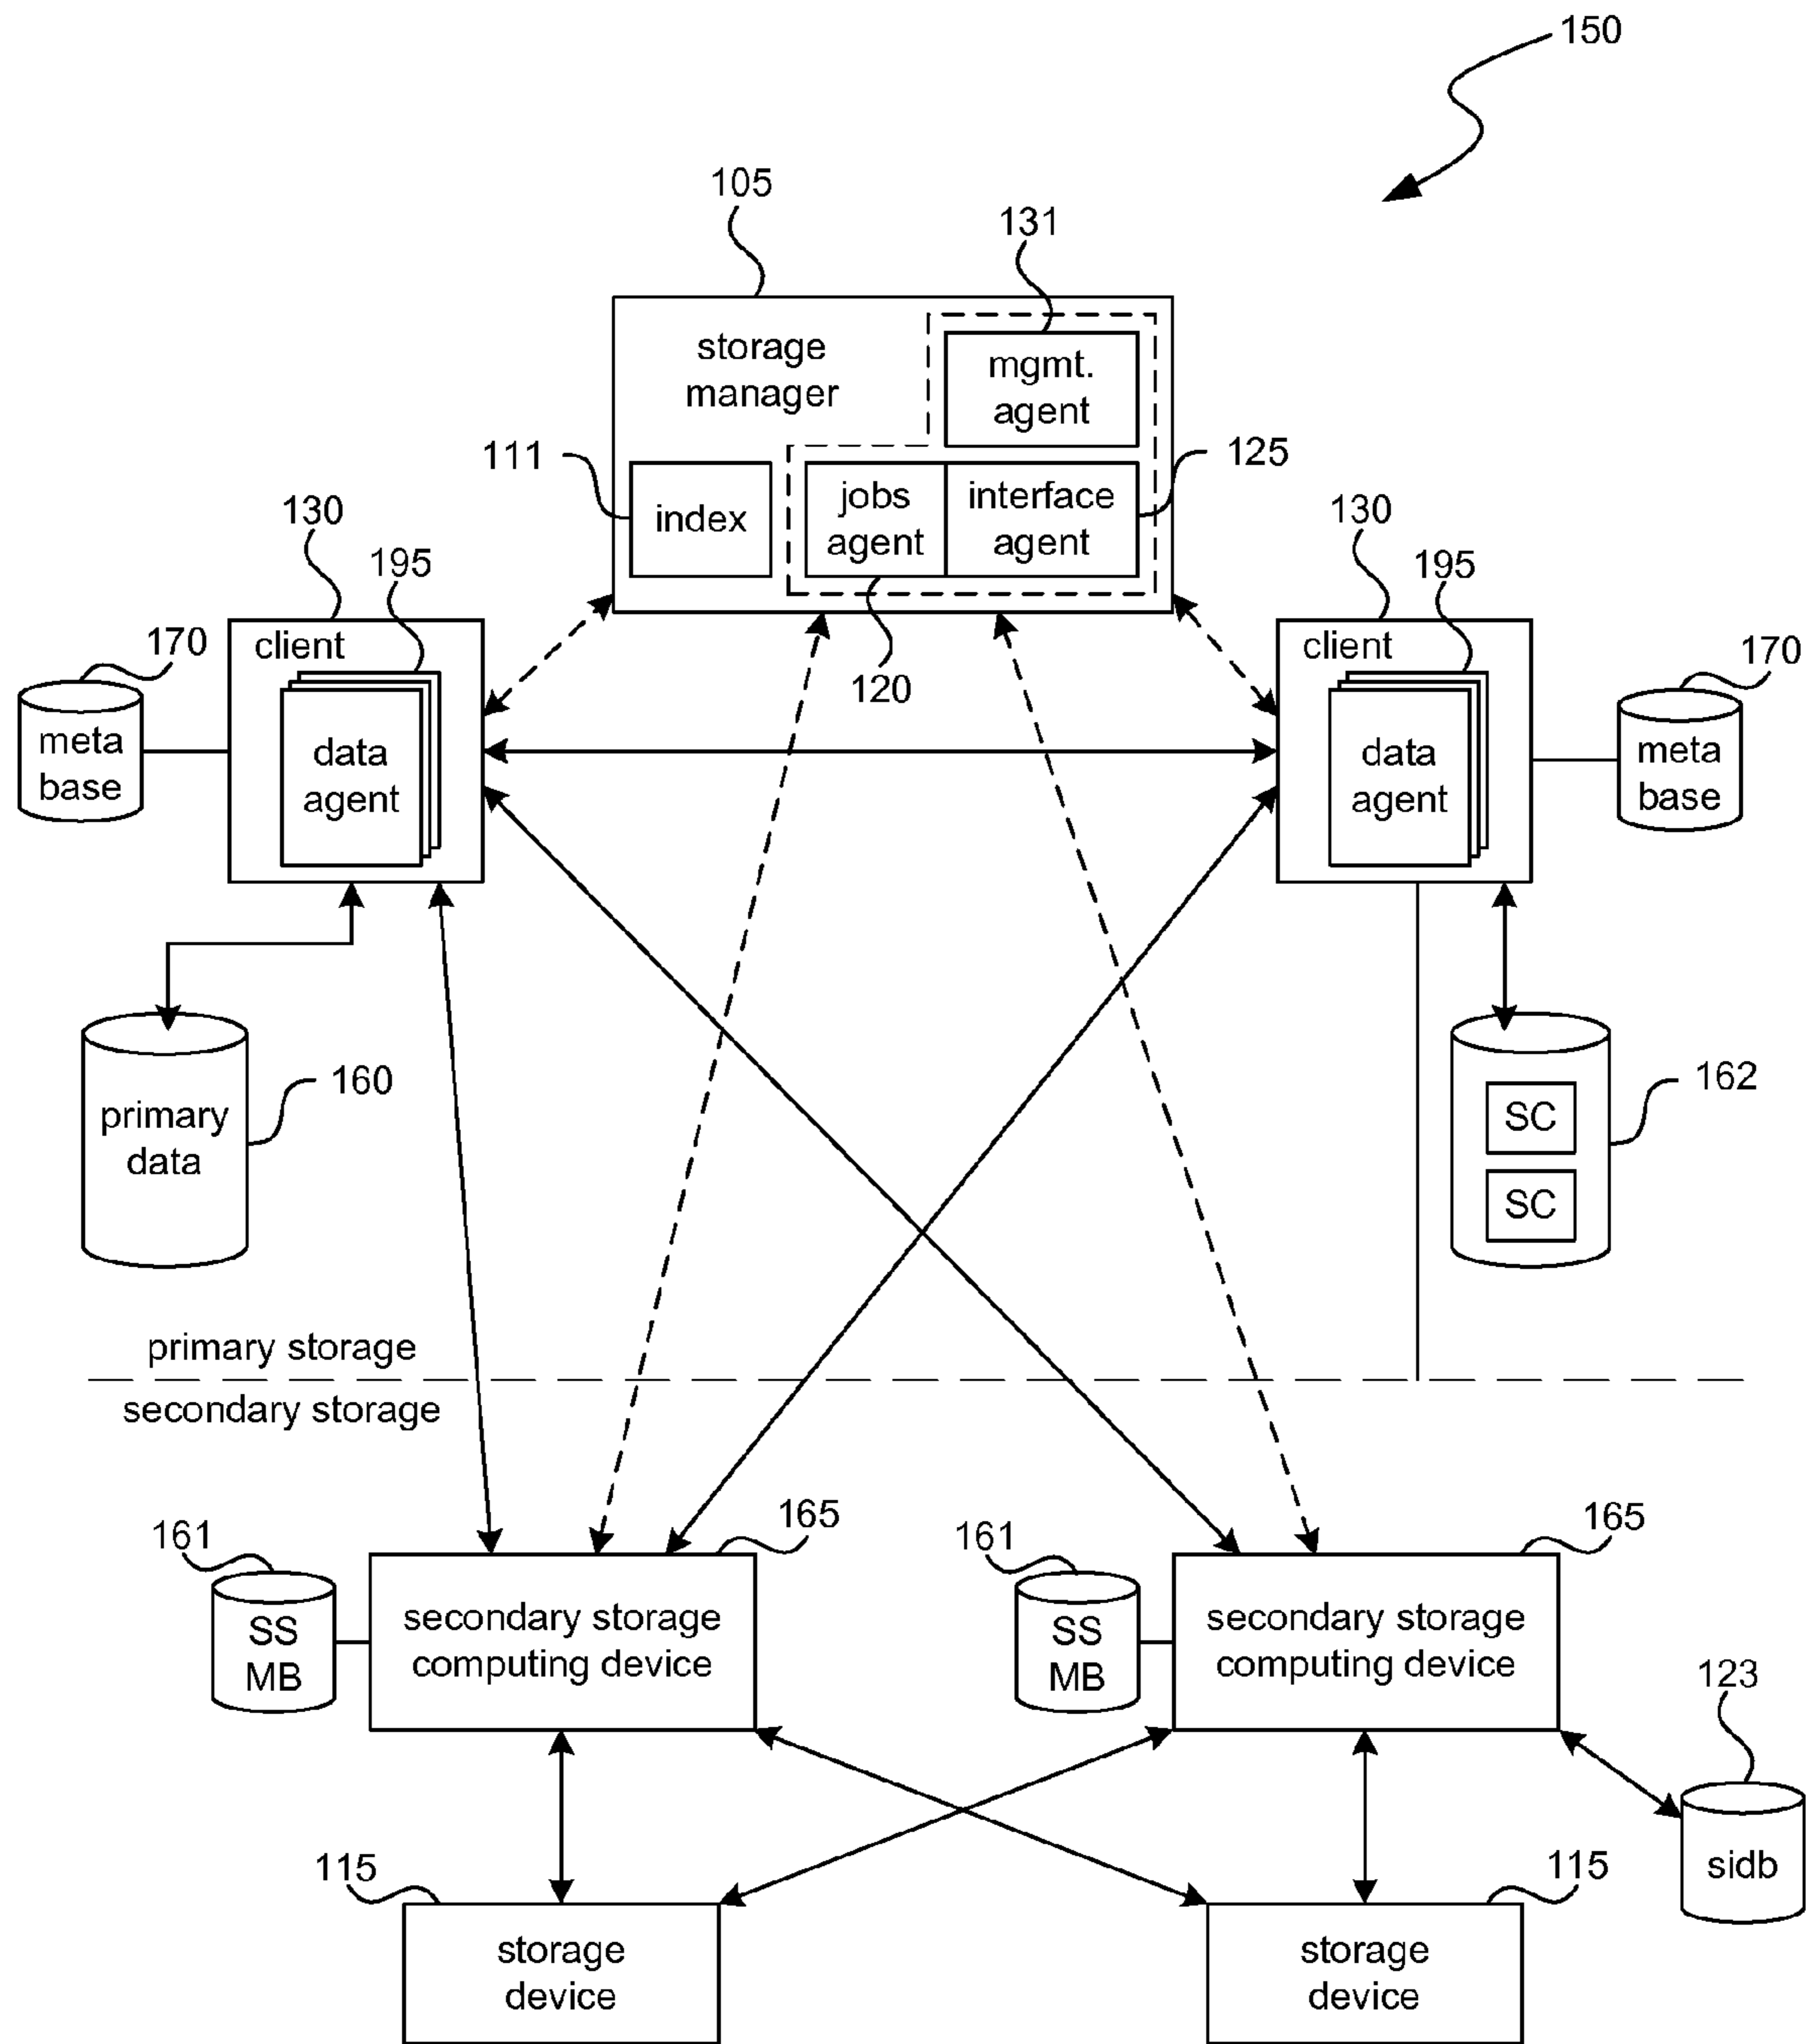 150
105
131
storage
manager
mgmt.
agent
111
125
index
jobs
agent
interface
agent
120
130
195
client
170
meta
base
data
agent
130
195
client
170
meta
base
data
agent
primary
data
160
162
SC
SC
primary storage
secondary storage
161
165
SS
MB
secondary storage
computing device
161
165
SS
MB
secondary storage
computing device
123
sidb
115
storage
device
115
storage
device